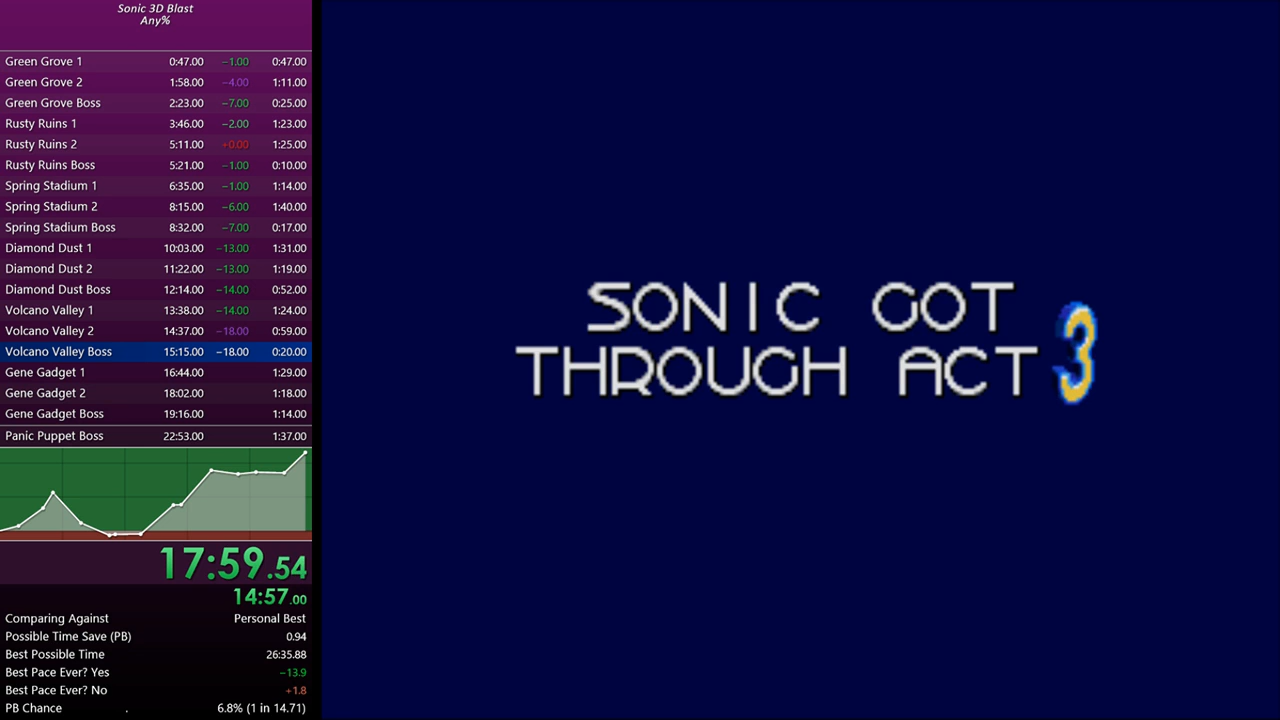 Sonic 3D Blast
Any%
Green Grove 1 0:47.00 −1.00 0:47.00
Green Grove 2 1:58.00 −4.00 1:11.00
Green Grove Boss 2:23.00 −7.00 0:25.00
Rusty Ruins 1 3:46.00 −2.00 1:23.00
Rusty Ruins 2 5:11.00 +0.00 1:25.00
Rusty Ruins Boss 5:21.00 −1.00 0:10.00
Spring Stadium 1 6:35.00 −1.00 1:14.00
Spring Stadium 2 8:15.00 −6.00 1:40.00
Spring Stadium Boss 8:32.00 −7.00 0:17.00
Diamond Dust 1 10:03.00 −13.00 1:31.00
Diamond Dust 2 11:22.00 −13.00 1:19.00
Diamond Dust Boss 12:14.00 −14.00 0:52.00
Volcano Valley 1 13:38.00 −14.00 1:24.00
Volcano Valley 2 14:37.00 −18.00 0:59.00
Volcano Valley Boss 15:15.00 −18.00 0:20.00
Gene Gadget 1 16:44.00 1:29.00
Gene Gadget 2 18:02.00 1:18.00
Gene Gadget Boss 19:16.00 1:14.00
Panic Puppet Boss 22:53.00 1:37.00
17:59.54
14:57.00
Comparing Against Personal Best
Possible Time Save (PB) 0.94
Best Possible Time 26:35.88
Best Pace Ever? Yes −13.9
Best Pace Ever? No +1.8
PB Chance . 6.8% (1 in 14.71)
SONIC GOT
THROUGH ACT 3